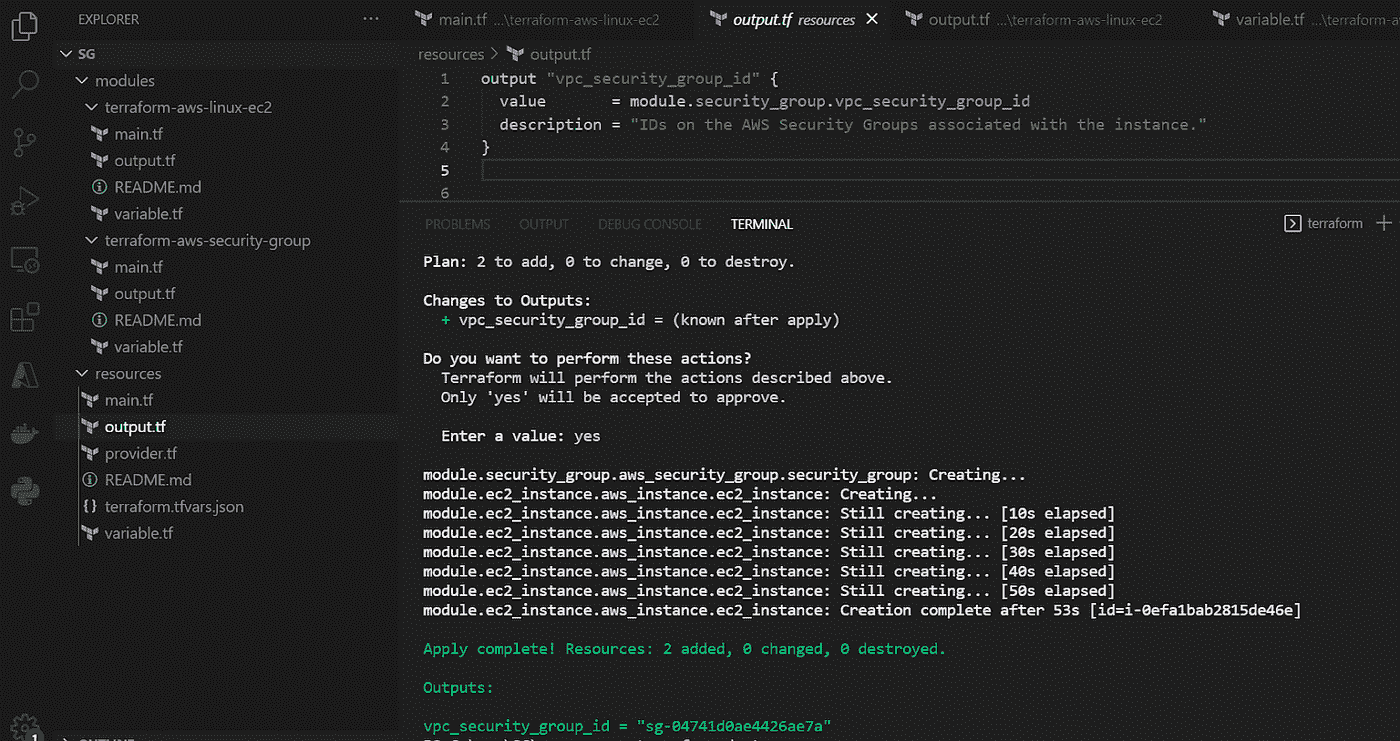 EXPLORER
...
SG
modules
terraform-aws-linux-ec2
main.tf
output.tf
README.md
variable.tf
terraform-aws-security-group
main.tf
output.tf
README.md
variable.tf
resources
main.tf
output.tf
provider.tf
README.md
{} terraform.tfvars.json
variable.tf
1
main.tf ...\terraform-aws-linux-ec2
output.tf resources
output.tf ...\terraform-aws-linux-ec2
variable.tf ...\terraform-a
resources > output.tf
1 output "vpc_security_group_id" {
2 value = module.security_group.vpc_security_group_id
3 description = "IDs on the AWS Security Groups associated with the instance."
4 }
5
6
PROBLEMS OUTPUT DEBUG CONSOLE TERMINAL
terraform
Plan: 2 to add, 0 to change, 0 to destroy.
Changes to Outputs:
+ vpc_security_group_id = (known after apply)
Do you want to perform these actions?
Terraform will perform the actions described above.
Only 'yes' will be accepted to approve.
Enter a value: yes
module.security_group.aws_security_group.security_group: Creating...
module.ec2_instance.aws_instance.ec2_instance: Creating...
module.ec2_instance.aws_instance.ec2_instance: Still creating... [10s elapsed]
module.ec2_instance.aws_instance.ec2_instance: Still creating... [20s elapsed]
module.ec2_instance.aws_instance.ec2_instance: Still creating... [30s elapsed]
module.ec2_instance.aws_instance.ec2_instance: Still creating... [40s elapsed]
module.ec2_instance.aws_instance.ec2_instance: Still creating... [50s elapsed]
module.ec2_instance.aws_instance.ec2_instance: Creation complete after 53s [id=i-0efa1bab2815de46e]
Apply complete! Resources: 2 added, 0 changed, 0 destroyed.
Outputs:
vpc_security_group_id = "sg-04741d0ae4426ae7a"